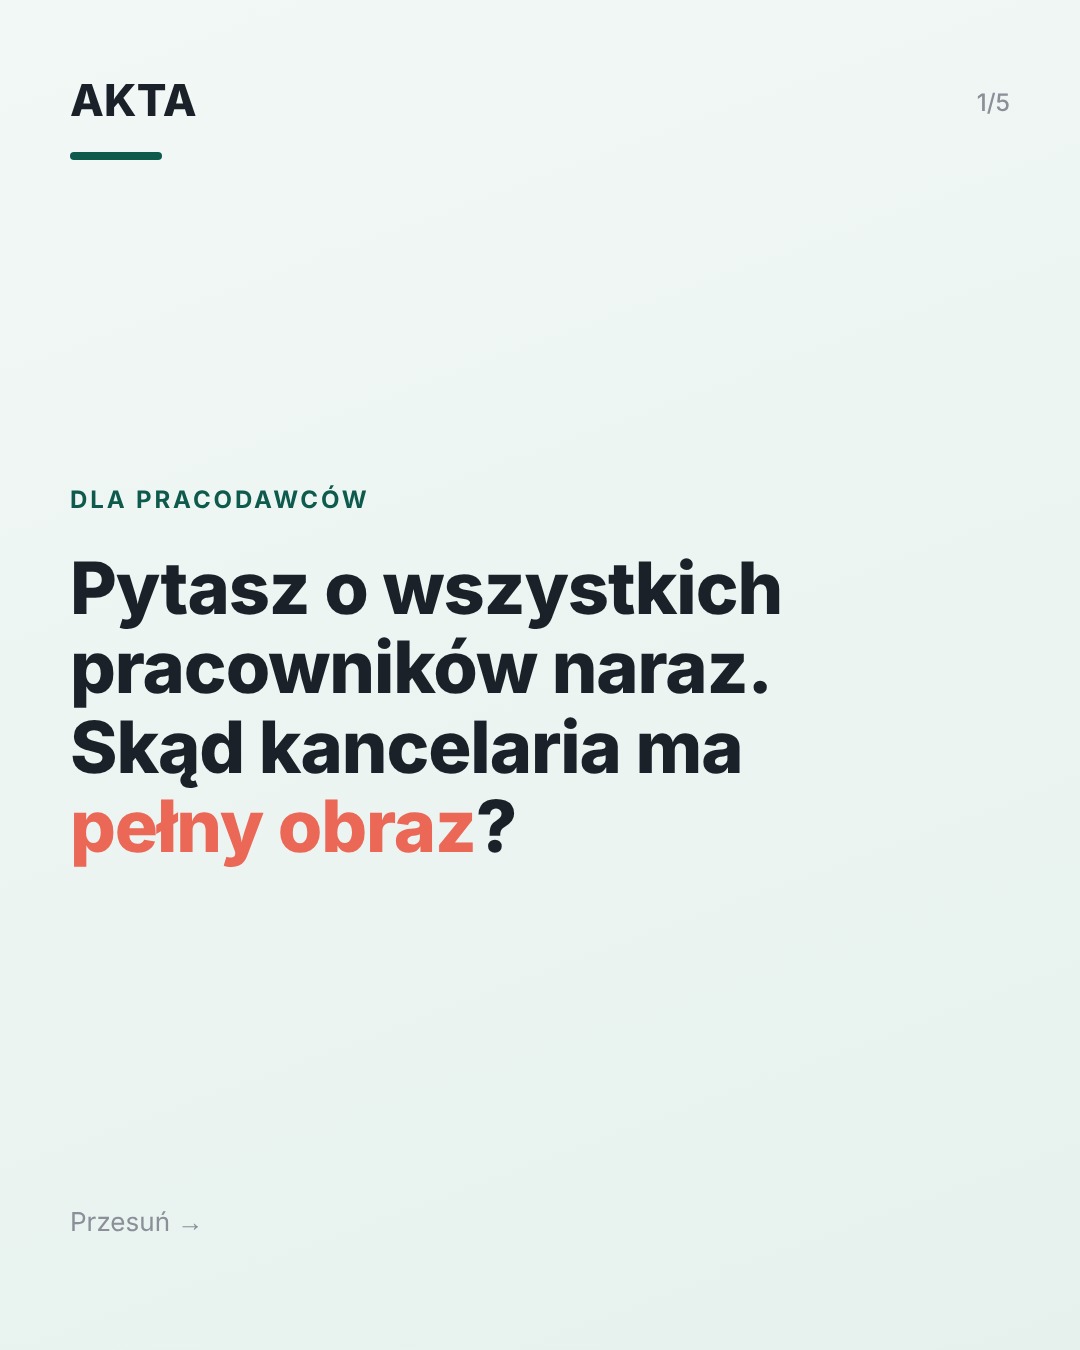 AKTA
1/5
DLA PRACODAWCÓW
Pytasz o wszystkich
pracowników naraz.
Skąd kancelaria ma
pełny obraz?
Przesuń →